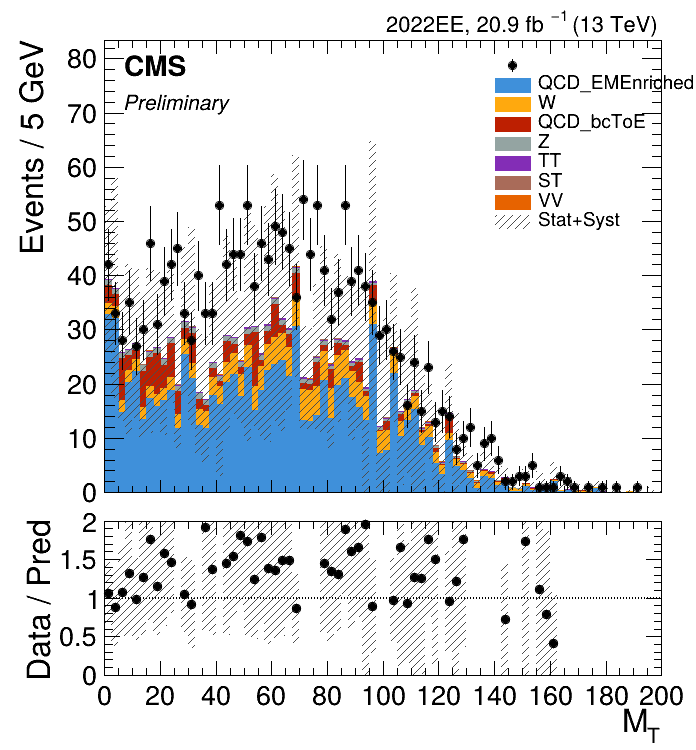 2022EE, 20.9 fb⁻¹ (13 TeV)
CMS
Preliminary
QCD_EMEnriched
W
QCD_bcToE
Z
TT
ST
VV
Stat+Syst
Events / 5 GeV
80
70
60
50
40
30
20
10
0
Data / Pred
2
1.5
1
0.5
0
0 20 40 60 80 100 120 140 160 180 200
M_T